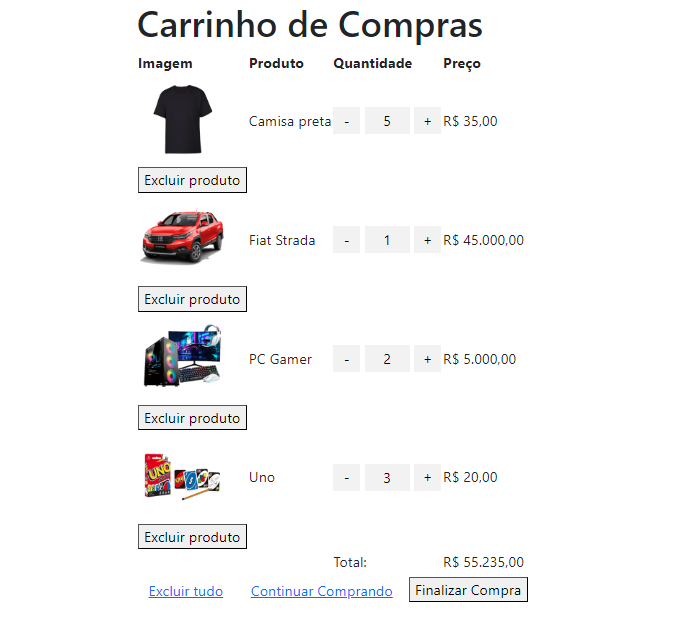 Carrinho de Compras
Imagem Produto Quantidade Preço
Camisa preta - 5 + R$ 35,00
Excluir produto
Fiat Strada - 1 + R$ 45.000,00
Excluir produto
PC Gamer - 2 + R$ 5.000,00
Excluir produto
UNO
Uno - 3 + R$ 20,00
Excluir produto
Total: R$ 55.235,00
Excluir tudo Continuar Comprando Finalizar Compra